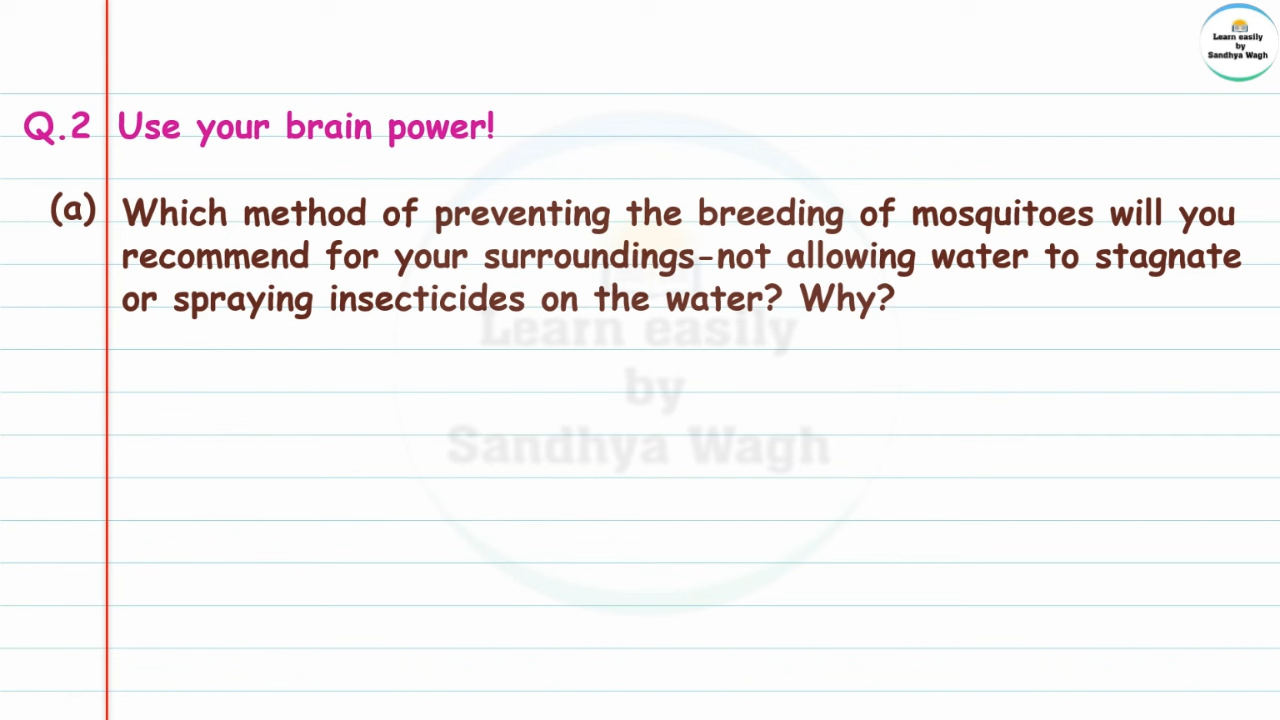 Learn easily
by
Sandhya Wagh
Q.2 Use your brain power!
(a) Which method of preventing the breeding of mosquitoes will you
recommend for your surroundings-not allowing water to stagnate
or spraying insecticides on the water? Why?
Learn easily
by
Sandhya Wagh